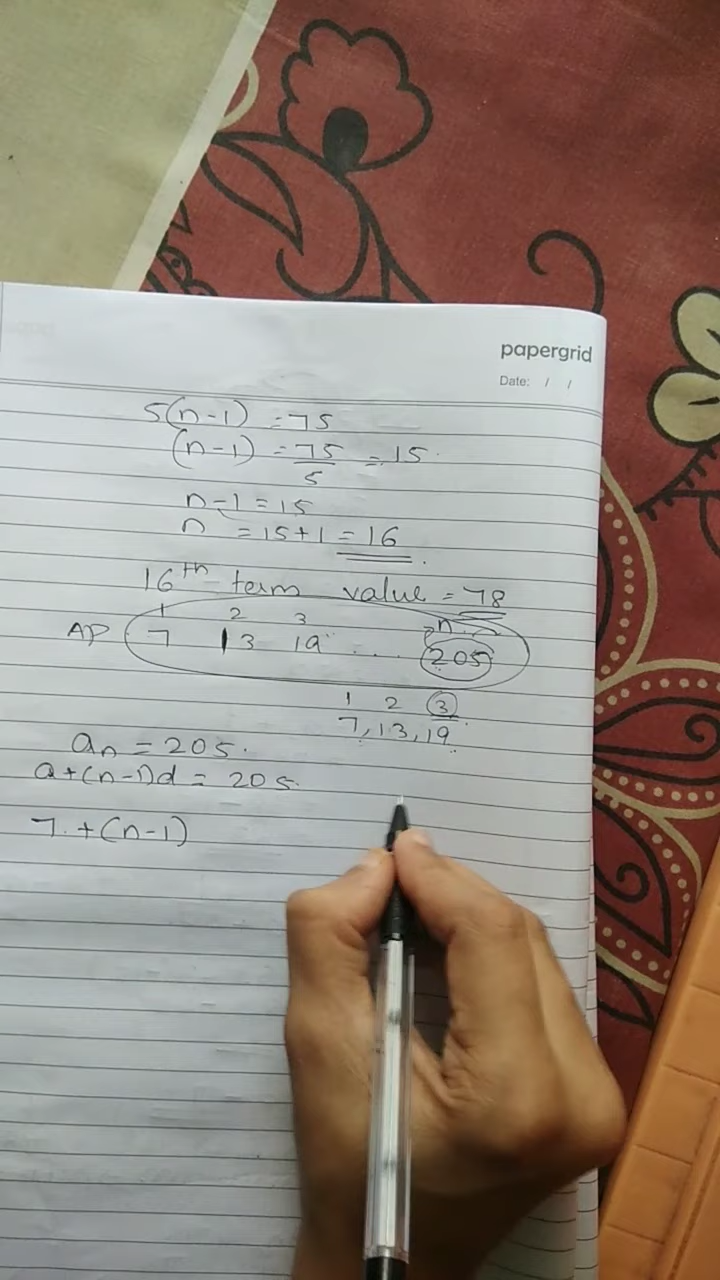 papergrid
Date: / /
5(n-1) = 75
(n-1) = 75/5 = 15
n-1 = 15
n = 15+1 = 16
16th term value = 78
1 2 3 n
AP 7 13 19 .... 205
1 2 3
7, 13, 19
an = 205.
a+(n-1)d = 205.
7.+(n-1)